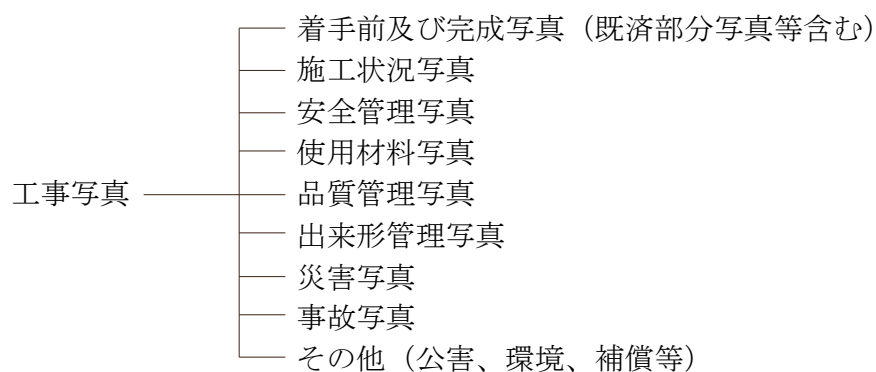 着手前及び完成写真（既済部分写真等含む）
施工状況写真
安全管理写真
使用材料写真
工事写真
品質管理写真
出来形管理写真
災害写真
事故写真
その他（公害、環境、補償等）